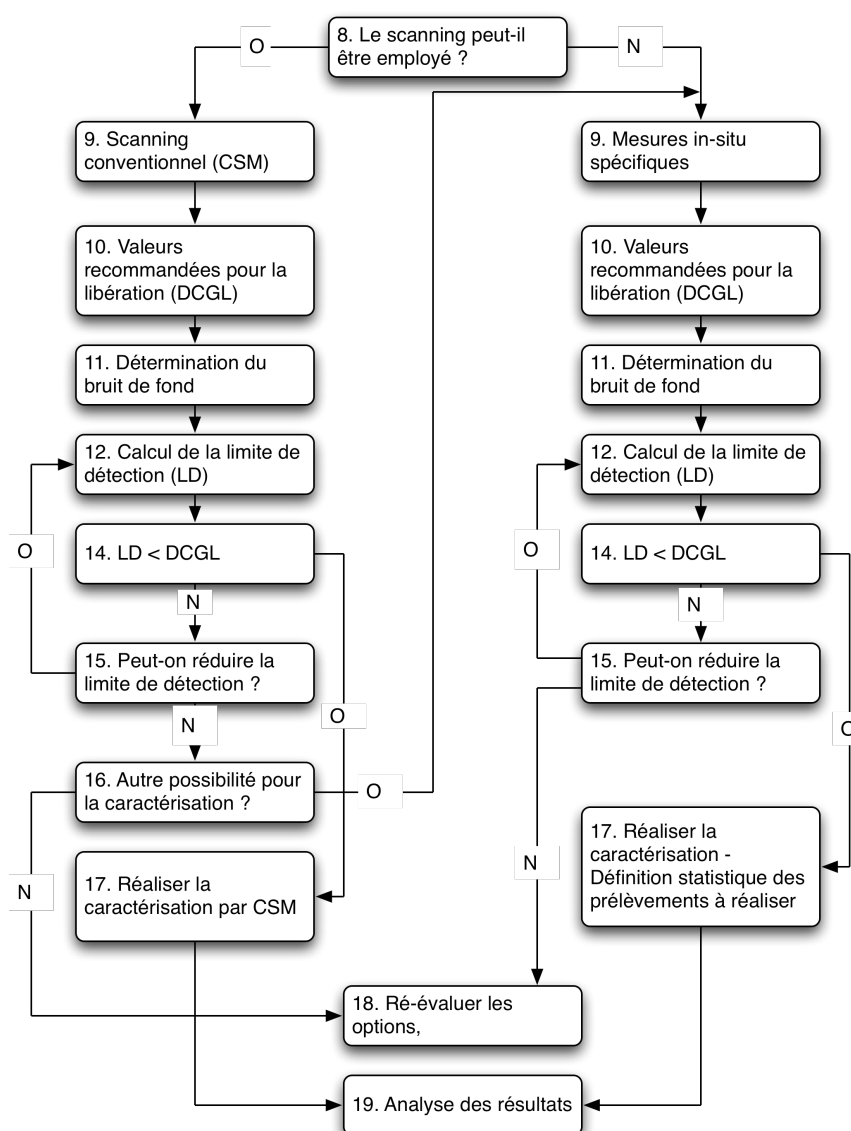 8. Le scanning peut-il
être employé ?
O
N
9. Scanning
conventionnel (CSM)
10. Valeurs
recommandées pour la
libération (DCGL)
11. Détermination du
bruit de fond
12. Calcul de la limite de
détection (LD)
O
14. LD < DCGL
N
15. Peut-on réduire la
limite de détection ?
N
O
16. Autre possibilité pour
la caractérisation ?
O
N
17. Réaliser la
caractérisation par CSM
9. Mesures in-situ
spécifiques
10. Valeurs
recommandées pour la
libération (DCGL)
11. Détermination du
bruit de fond
12. Calcul de la limite de
détection (LD)
O
14. LD < DCGL
N
15. Peut-on réduire la
limite de détection ?
O
N
17. Réaliser la
caractérisation -
Définition statistique des
prélèvements à réaliser
18. Ré-évaluer les
options,
19. Analyse des résultats